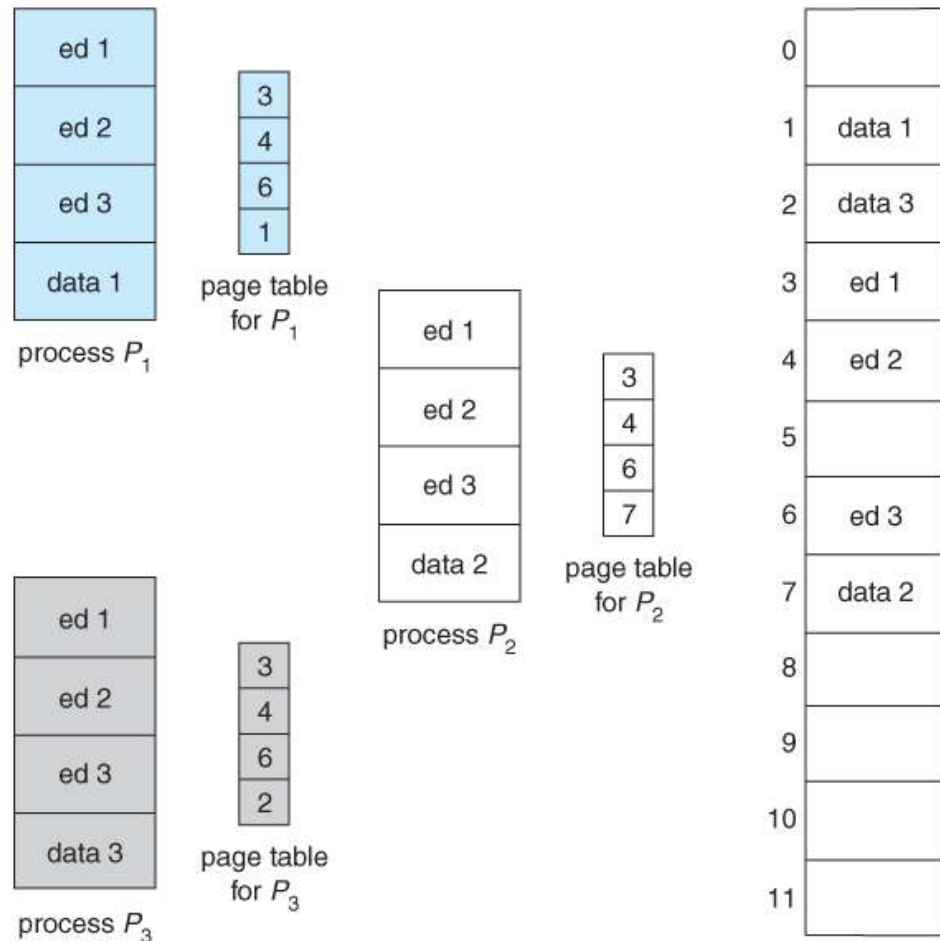 ed 1
ed 2
ed 3
data 1
process P1
3
4
6
1
page table
for P1
ed 1
ed 2
ed 3
data 2
process P2
3
4
6
7
page table
for P2
ed 1
ed 2
ed 3
data 3
process P3
3
4
6
2
page table
for P3
0
1 data 1
2 data 3
3 ed 1
4 ed 2
5
6 ed 3
7 data 2
8
9
10
11